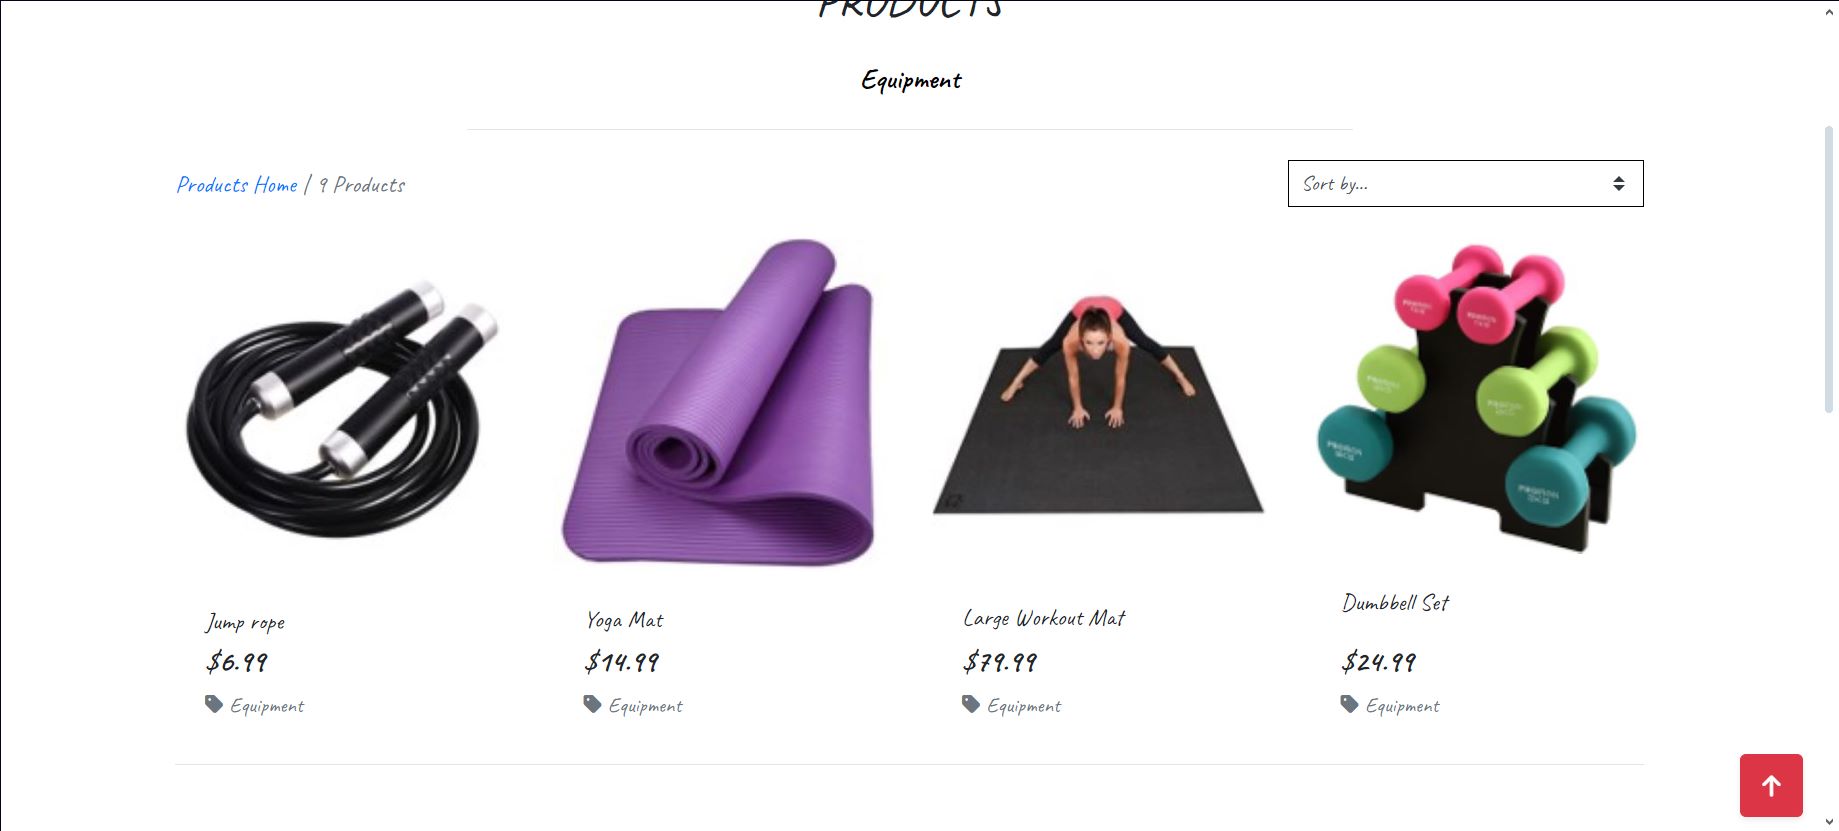 PRODUCTS
Equipment
Products Home | 9 Products
Sort by...
Jump rope
$6.99
Equipment
Yoga Mat
$14.99
Equipment
Large Workout Mat
$79.99
Equipment
Dumbbell Set
$24.99
Equipment